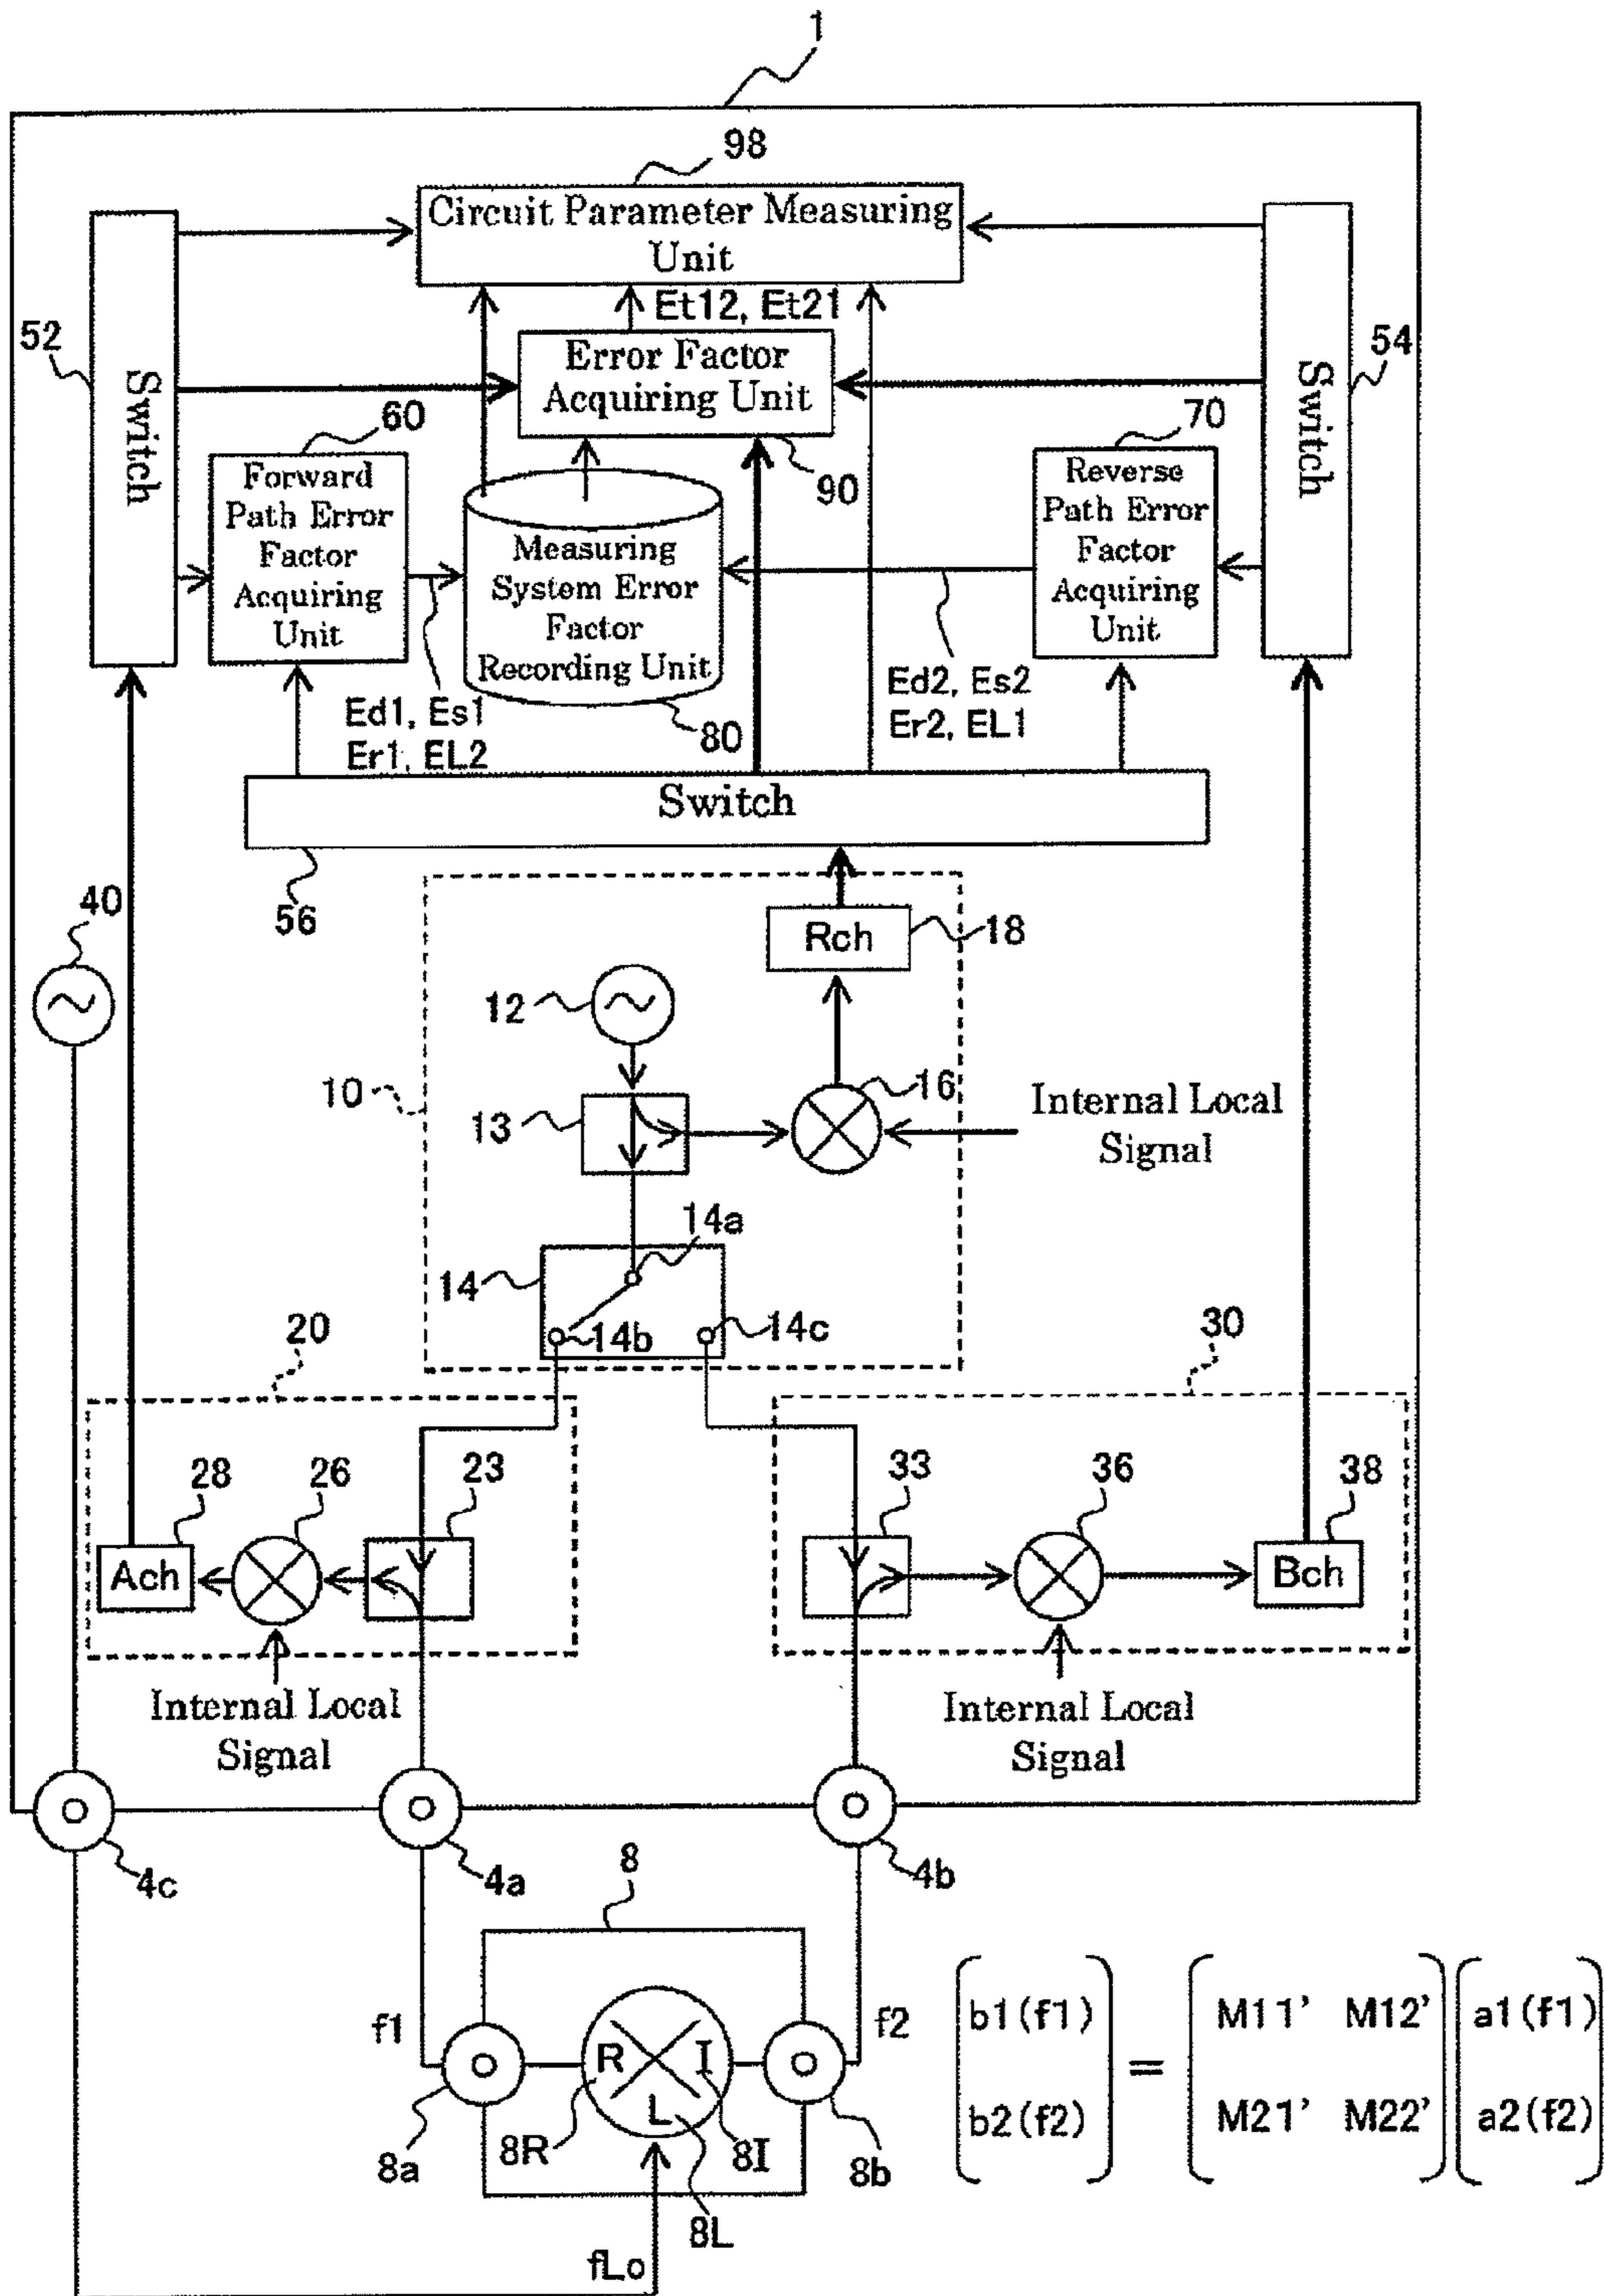 1
98
Circuit Parameter Measuring
Unit
Et12, Et21
52
Switch
Error Factor
Acquiring Unit
90
54
Switch
60
Forward
Path Error
Factor
Acquiring
Unit
70
Reverse
Path Error
Factor
Acquiring
Unit
Measuring
System Error
Factor
Recording Unit
80
Ed1, Es1
Er1, EL2
Ed2, Es2
Er2, EL1
Switch
56
40
Rch
18
12
10
13
16
Internal Local
Signal
14a
14
14b
14c
20
30
28
26
23
33
36
38
Ach
Bch
Internal Local
Signal
Internal Local
Signal
4c
4a
4b
8
f1
f2
R
I
L
8a
8R
8I
8b
8L
fLo
b1(f1)
b2(f2)
=
M11' M12'
M21' M22'
a1(f1)
a2(f2)